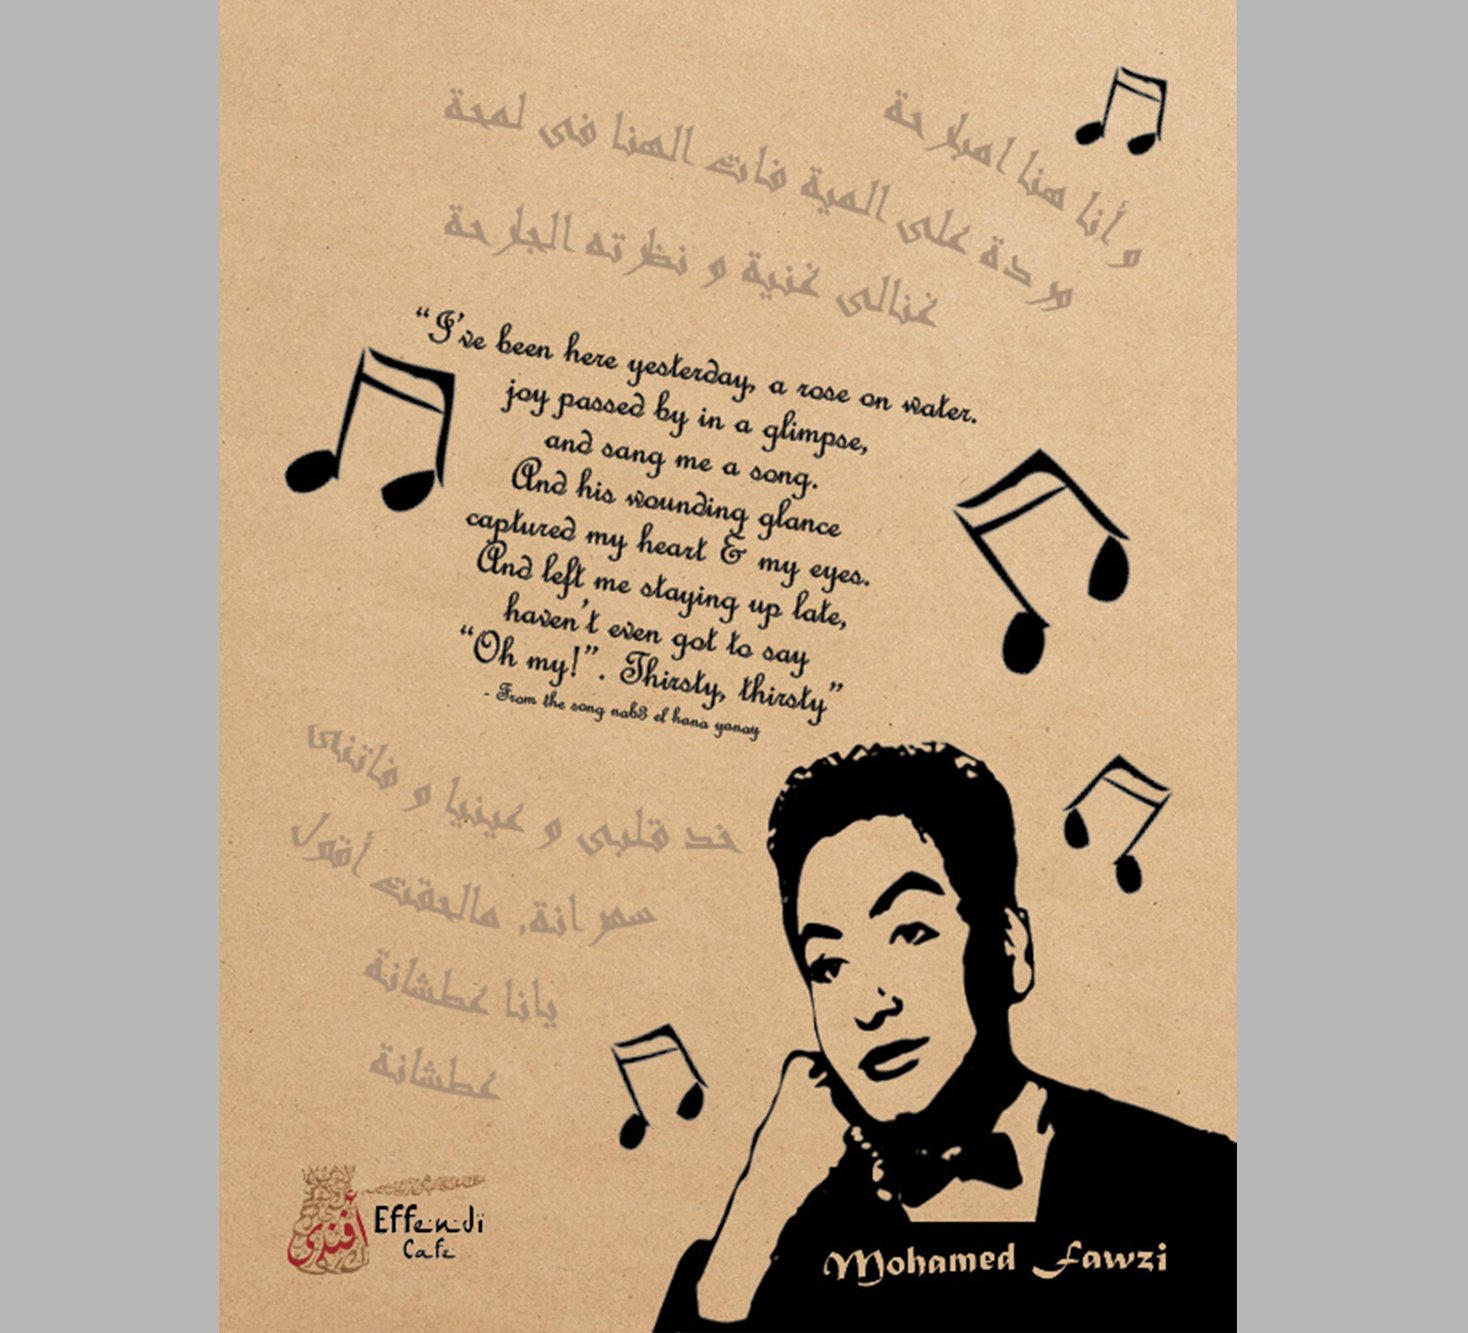 وأنا هنا امبارحة
وردة على المية فات الهنا فى لمحة
غنالى غنية و نظرته الجارحة
“I've been here yesterday, a rose on water.
joy passed by in a glimpse,
and sang me a song.
And his wounding glance
captured my heart & my eyes.
And left me staying up late,
haven't even got to say
“Oh my!”. Thirsty, thirsty”
- From the song nab3 el hana yanay
خد قلبى و عينيا و فاتنى
سهرانة, مالحقت أقول
يانا عطشانة
عطشانة
أفندى
Effendi
Cafe
Mohamed Fawzi